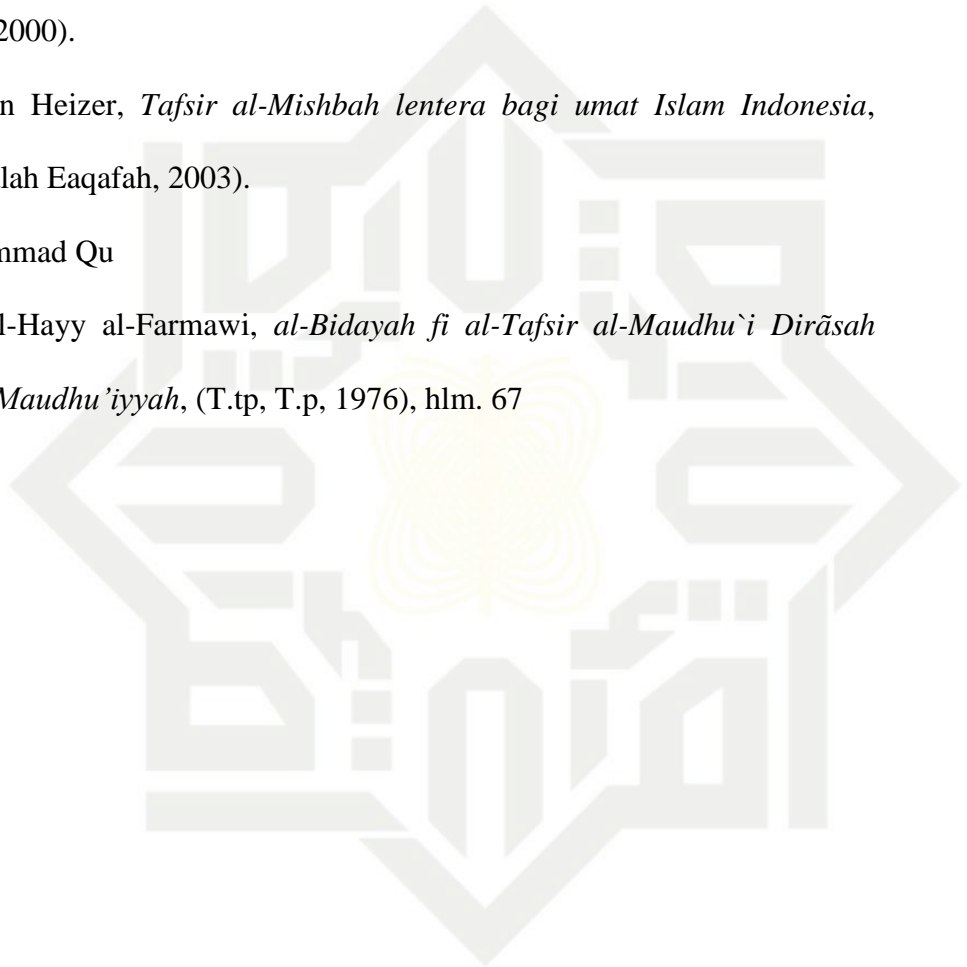 2000).
n Heizer, Tafsir al-Mishbah lentera bagi umat Islam Indonesia,
lah Eaqafah, 2003).
mmad Qu
l-Hayy al-Farmawi, al-Bidayah fi al-Tafsir al-Maudhu`i Dirãsah
Maudhu’iyyah, (T.tp, T.p, 1976), hlm. 67